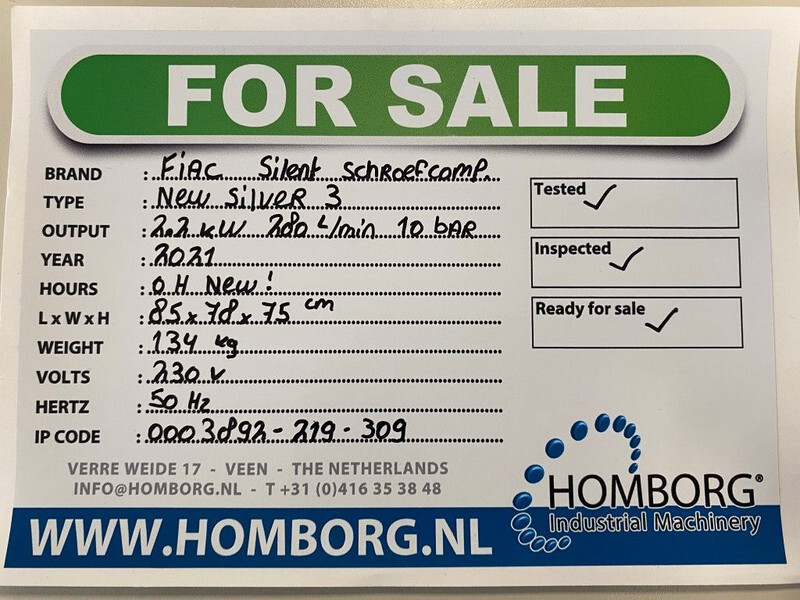 FOR SALE
BRAND : FiAC Silent SCHROEFcomp.
TYPE : New Silver 3
OUTPUT : 2.2 kW 280 L/min 10 bAR
YEAR : 2021
HOURS : 0 H New!
L x W x H : 85 x 78 x 75 cm
WEIGHT : 134 kg
VOLTS : 230 V
HERTZ : 50 Hz
IP CODE : 0003892-219-309
Tested ✓
Inspected ✓
Ready for sale ✓
VERRE WEIDE 17 - VEEN - THE NETHERLANDS
INFO@HOMBORG.NL - T +31 (0)416 35 38 48
WWW.HOMBORG.NL
HOMBORG®
Industrial Machinery